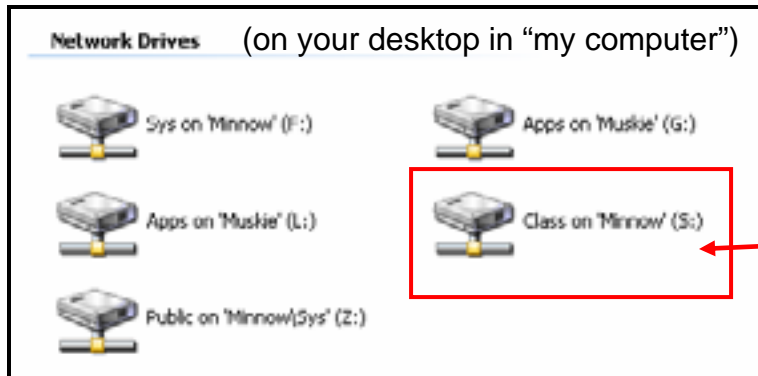 Network Drives (on your desktop in “my computer”)
Sys on 'Minnow' (F:) Apps on 'Muskie' (G:)
Apps on 'Muskie' (L:) Class on 'Minnow' (S:)
Public on 'Minnow\Sys' (Z:)